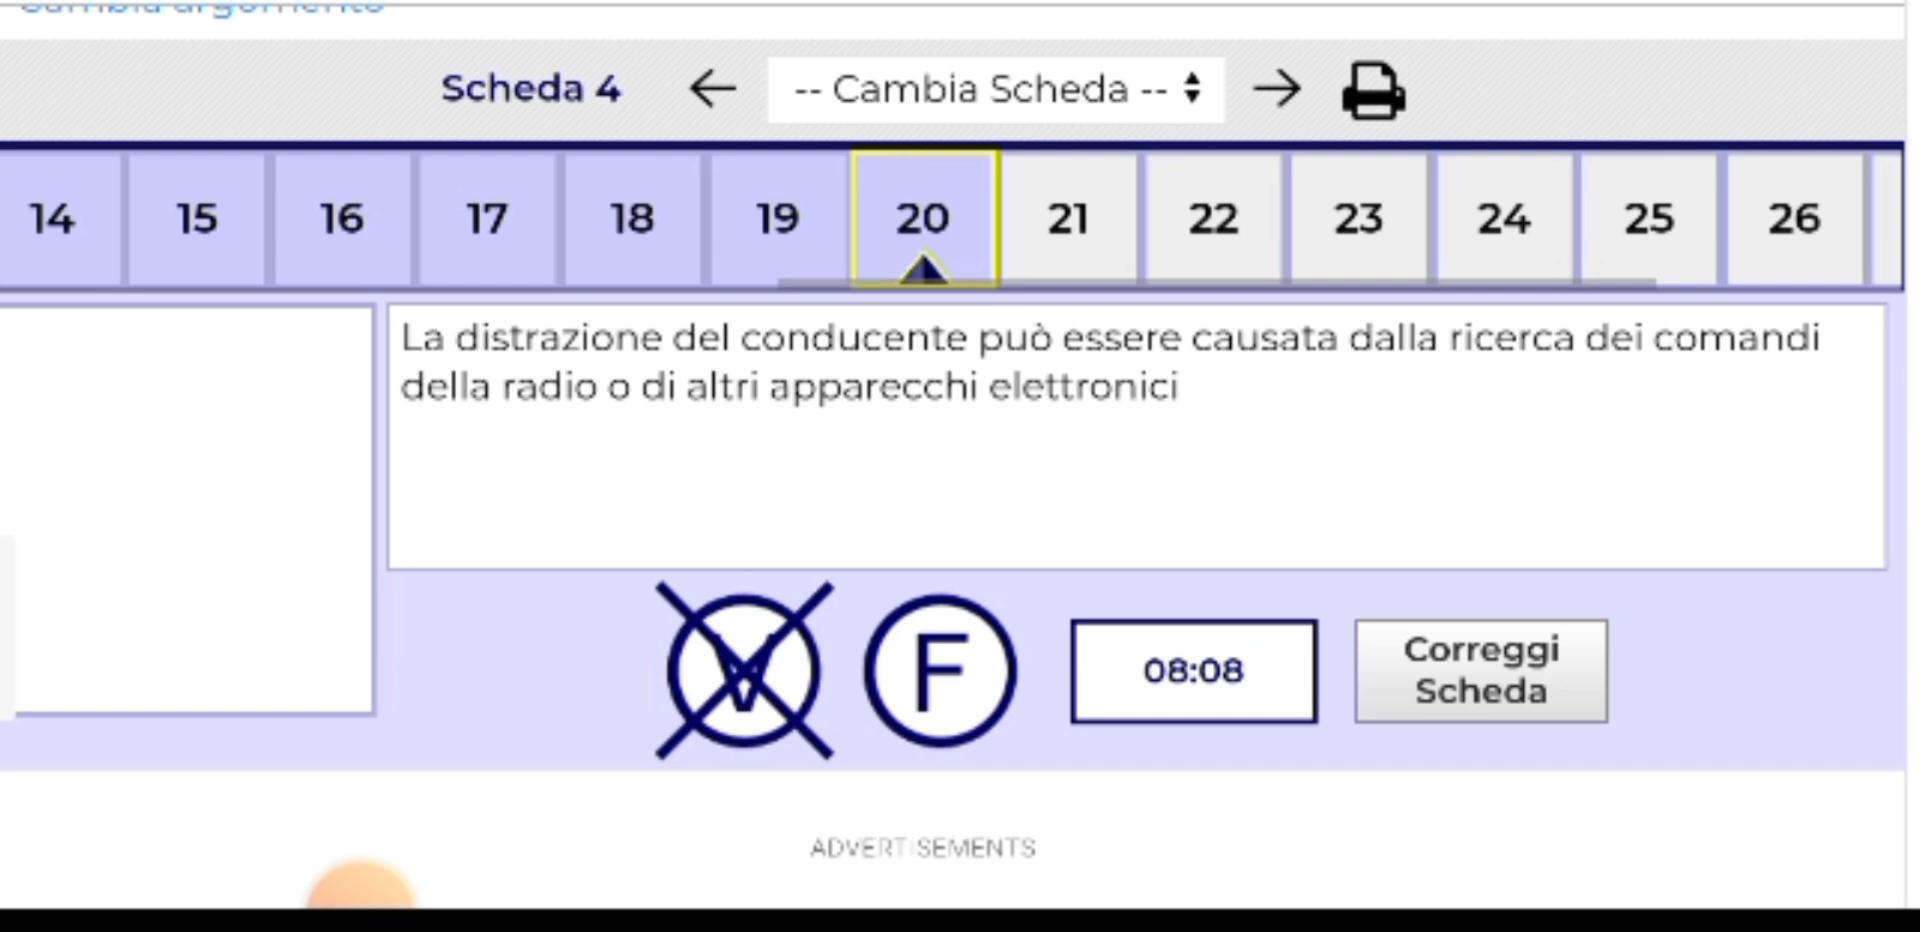 Cambia argomento
Scheda 4 -- Cambia Scheda --
14 15 16 17 18 19 20 21 22 23 24 25 26
La distrazione del conducente può essere causata dalla ricerca dei comandi
della radio o di altri apparecchi elettronici
V F 08:08 Correggi
Scheda
ADVERTISEMENTS